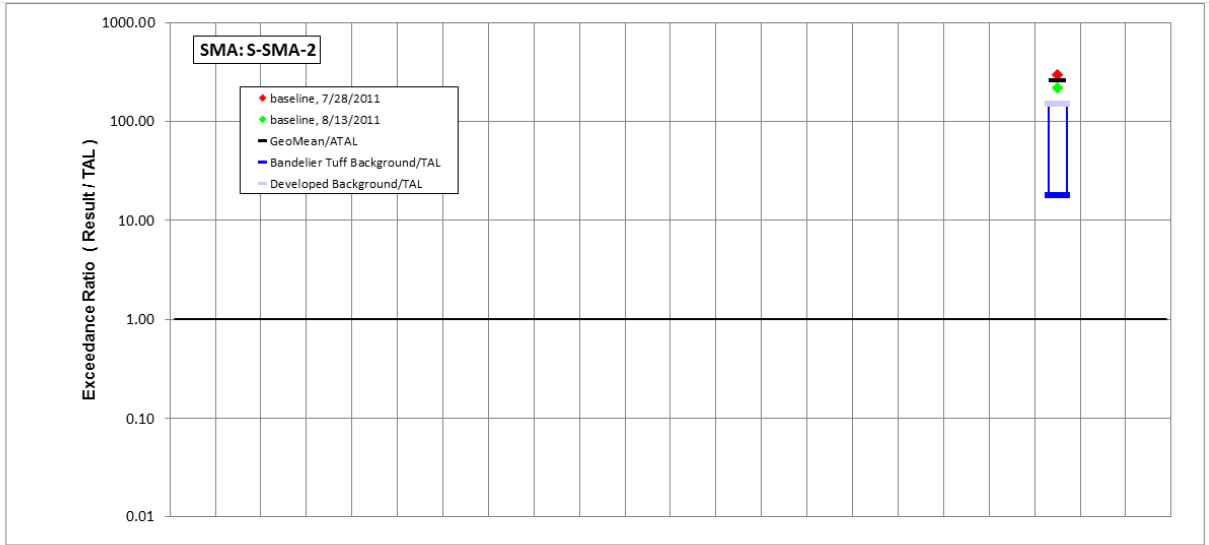 SMA: S-SMA-2
baseline, 7/28/2011
baseline, 8/13/2011
GeoMean/ATAL
Bandelier Tuff Background/TAL
Developed Background/TAL
Exceedance Ratio ( Result / TAL )
1000.00
100.00
10.00
1.00
0.10
0.01